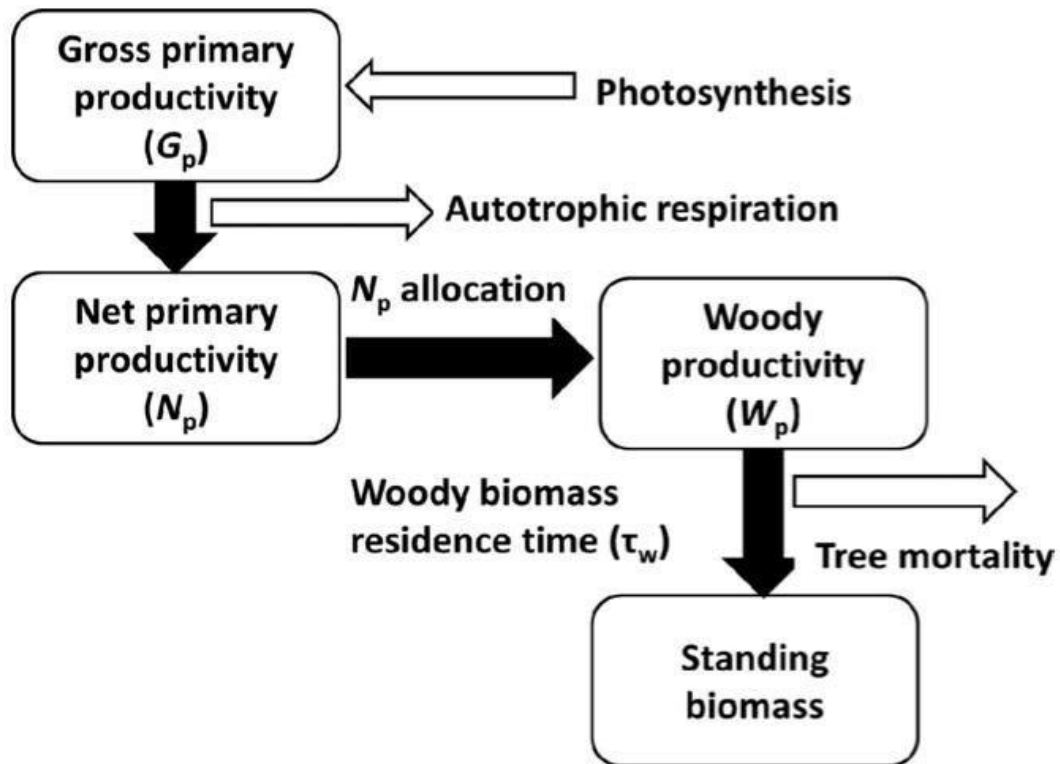 Gross primary
productivity
(Gp)
Photosynthesis
Autotrophic respiration
Net primary
productivity
(Np)
Np allocation
Woody
productivity
(Wp)
Woody biomass
residence time (τw)
Tree mortality
Standing
biomass